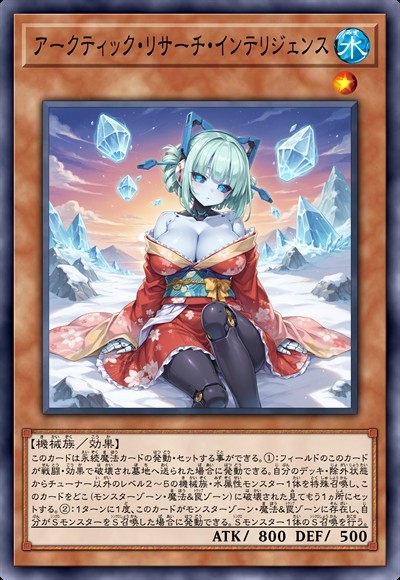 アークティック・リサーチ・インテリジェンス
水
【機械族／効果】
このカードは永続魔法カードの発動・セットする事ができる。①：フィールドのこのカード
が戦闘・効果で破壊され墓地へ送られた場合に発動できる。自分のデッキ・除外状態
からチューナー以外のレベル２～５の機械族・水属性モンスター1体を特殊召喚し、こ
のカードをどこ(モンスターゾーン・魔法&罠ゾーン)に破壊された見てもう1ヵ所にセッ
トする。②：1ターンに1度、このカードがモンスターゾーン・魔法&罠ゾーンに存在し、自
分がSモンスターをS召喚した場合に発動できる。Sモンスター1体のS召喚を行う。
ATK/ 800 DEF/ 500